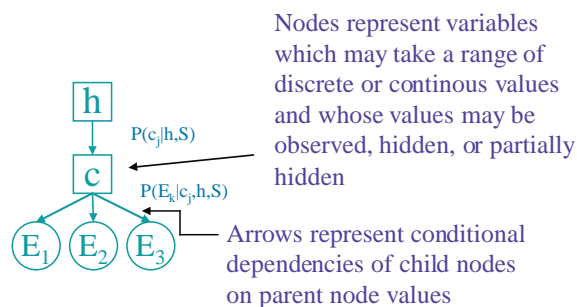 Nodes represent variables
which may take a range of
discrete or continous values
and whose values may be
observed, hidden, or partially
hidden
h
P(cj|h,S)
c
P(Ek|cj,h,S)
E1 E2 E3
Arrows represent conditional
dependencies of child nodes
on parent node values